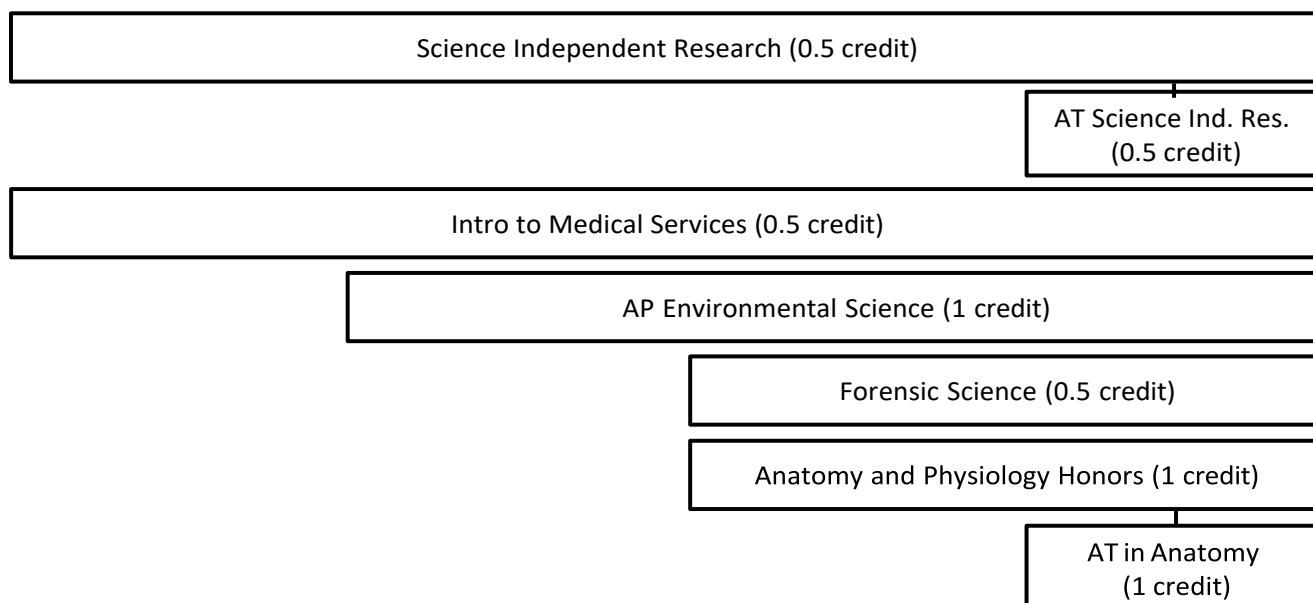 Science Independent Research (0.5 credit)
AT Science Ind. Res.
(0.5 credit)
Intro to Medical Services (0.5 credit)
AP Environmental Science (1 credit)
Forensic Science (0.5 credit)
Anatomy and Physiology Honors (1 credit)
AT in Anatomy
(1 credit)